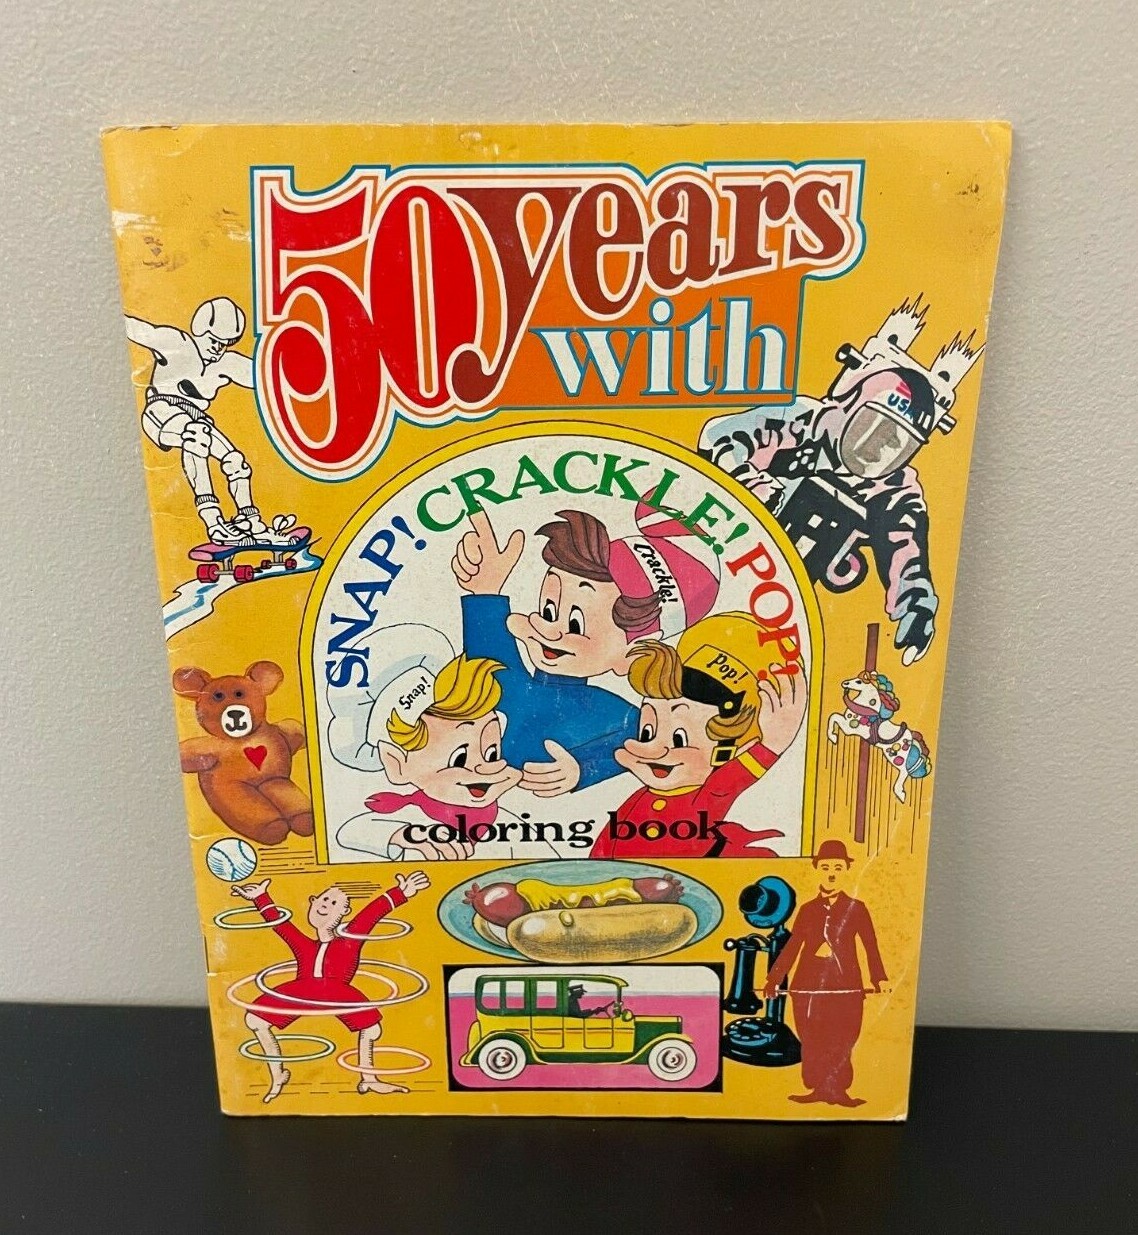 50 years
with
SNAP! CRACKLE! POP!
Crackle!
Snap!
Pop!
coloring book
USA